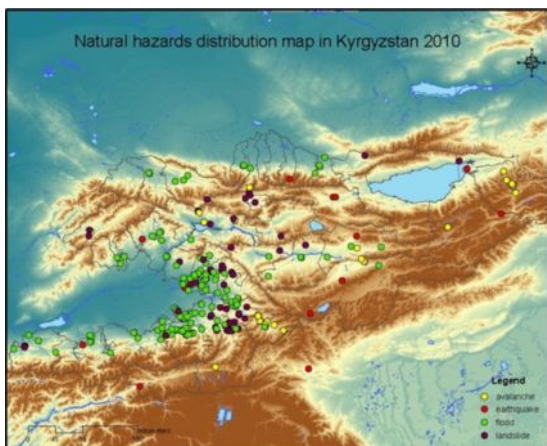 Natural hazards distribution map in Kyrgyzstan 2010
Legend
avalanche
earthquake
flood
landslide